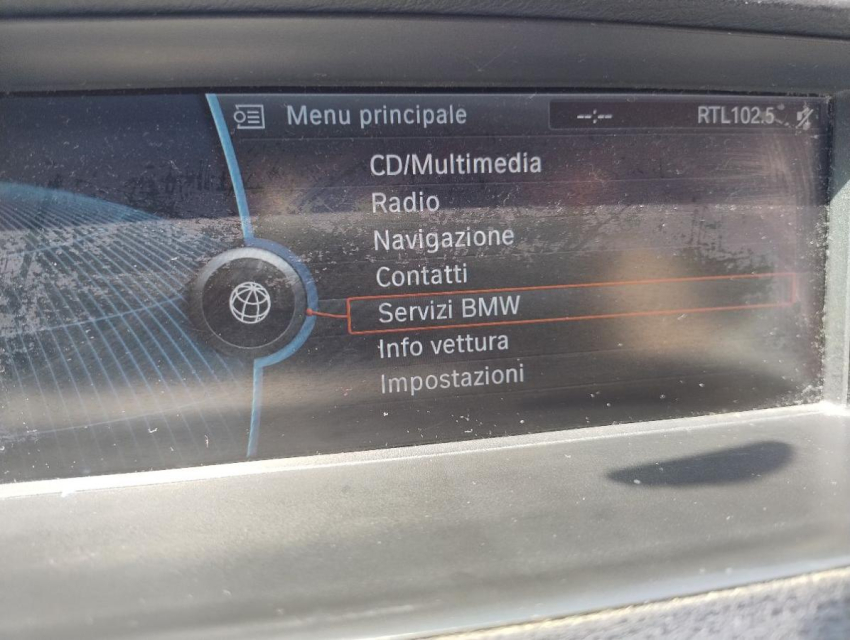 Menu principale --:-- RTL102.5
CD/Multimedia
Radio
Navigazione
Contatti
Servizi BMW
Info vettura
Impostazioni